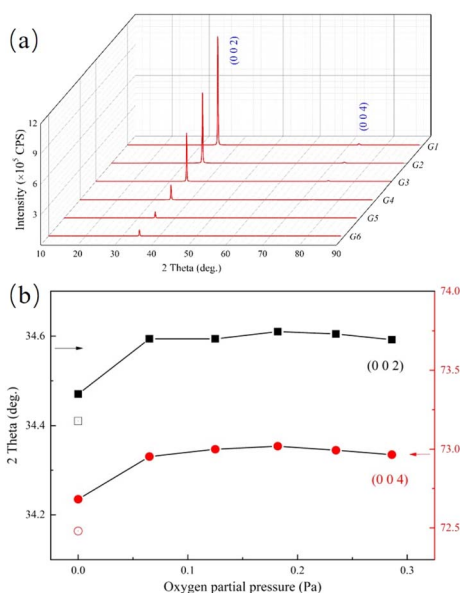 (a)
(0 0 2)
(0 0 4)
Intensity (×10⁵ CPS)
12
9
6
3
G1
G2
G3
G4
G5
G6
10 20 30 40 50 60 70 80 90
2 Theta (deg.)
(b)
74.0
73.5
73.0
72.5
34.6
34.4
34.2
2 Theta (deg.)
(0 0 2)
(0 0 4)
0.0 0.1 0.2 0.3
Oxygen partial pressure (Pa)